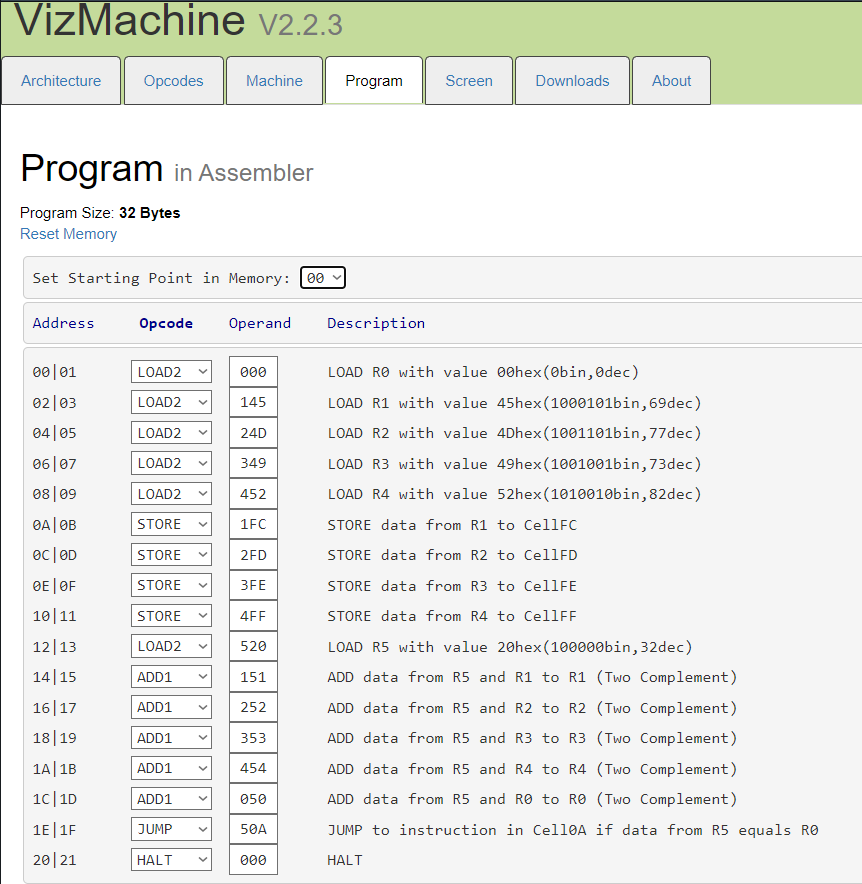 VizMachine V2.2.3
Architecture Opcodes Machine Program Screen Downloads About
Program in Assembler
Program Size: 32 Bytes
Reset Memory
Set Starting Point in Memory: 00
Address Opcode Operand Description
00|01 LOAD2 000 LOAD R0 with value 00hex(0bin,0dec)
02|03 LOAD2 145 LOAD R1 with value 45hex(1000101bin,69dec)
04|05 LOAD2 24D LOAD R2 with value 4Dhex(1001101bin,77dec)
06|07 LOAD2 349 LOAD R3 with value 49hex(1001001bin,73dec)
08|09 LOAD2 452 LOAD R4 with value 52hex(1010010bin,82dec)
0A|0B STORE 1FC STORE data from R1 to CellFC
0C|0D STORE 2FD STORE data from R2 to CellFD
0E|0F STORE 3FE STORE data from R3 to CellFE
10|11 STORE 4FF STORE data from R4 to CellFF
12|13 LOAD2 520 LOAD R5 with value 20hex(100000bin,32dec)
14|15 ADD1 151 ADD data from R5 and R1 to R1 (Two Complement)
16|17 ADD1 252 ADD data from R5 and R2 to R2 (Two Complement)
18|19 ADD1 353 ADD data from R5 and R3 to R3 (Two Complement)
1A|1B ADD1 454 ADD data from R5 and R4 to R4 (Two Complement)
1C|1D ADD1 050 ADD data from R5 and R0 to R0 (Two Complement)
1E|1F JUMP 50A JUMP to instruction in Cell0A if data from R5 equals R0
20|21 HALT 000 HALT